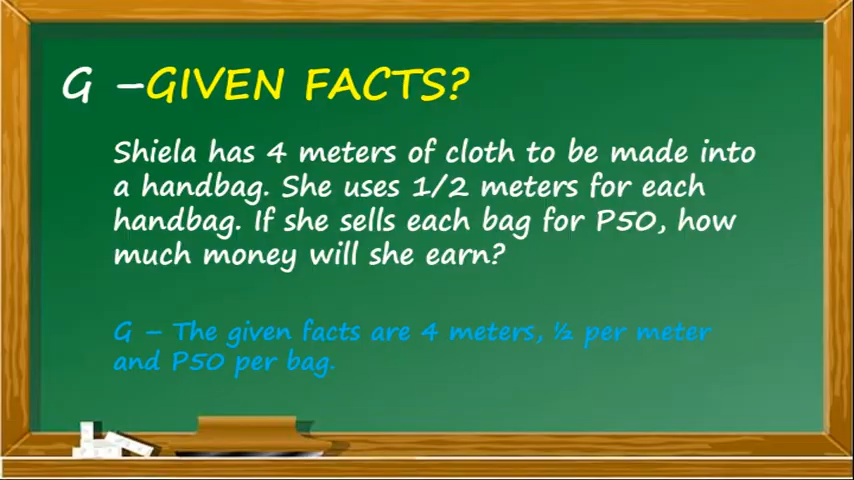 G –GIVEN FACTS?
Shiela has 4 meters of cloth to be made into
a handbag. She uses 1/2 meters for each
handbag. If she sells each bag for P50, how
much money will she earn?
G – The given facts are 4 meters, ½ per meter
and P50 per bag.